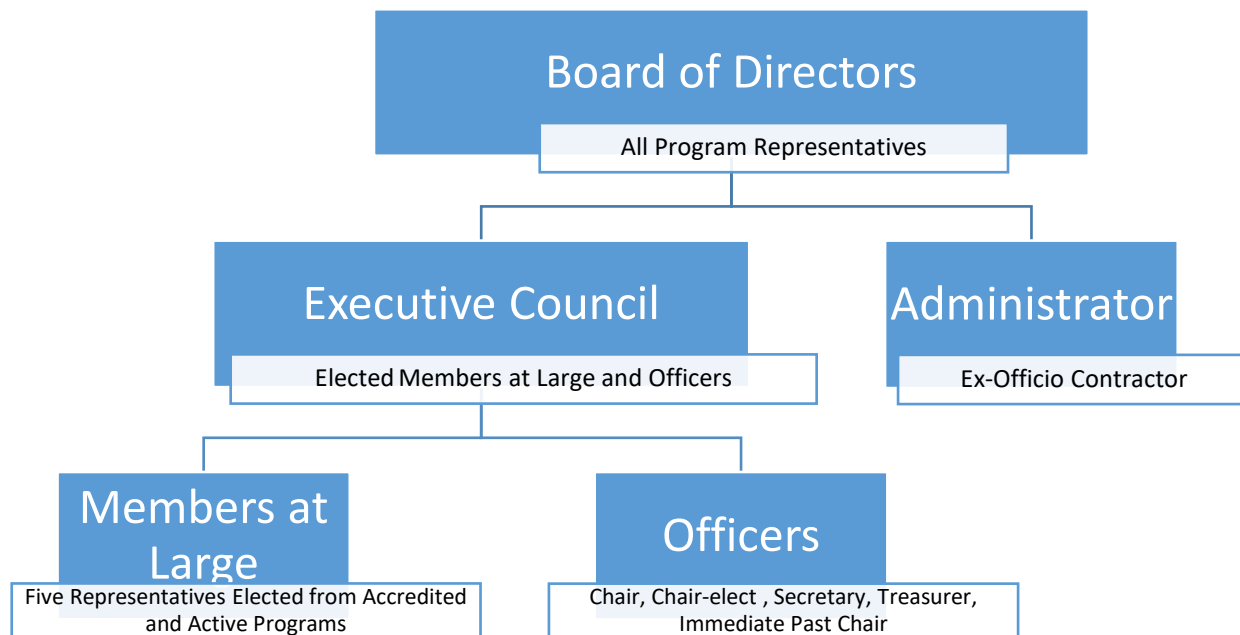 Board of Directors
All Program Representatives
Executive Council
Elected Members at Large and Officers
Administrator
Ex-Officio Contractor
Members at
Large
Five Representatives Elected from Accredited
and Active Programs
Officers
Chair, Chair-elect , Secretary, Treasurer,
Immediate Past Chair